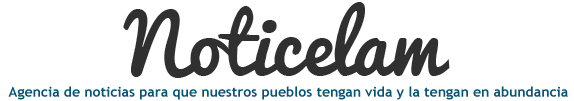 Noticelam
Agencia de noticias para que nuestros pueblos tengan vida y la tengan en abundancia